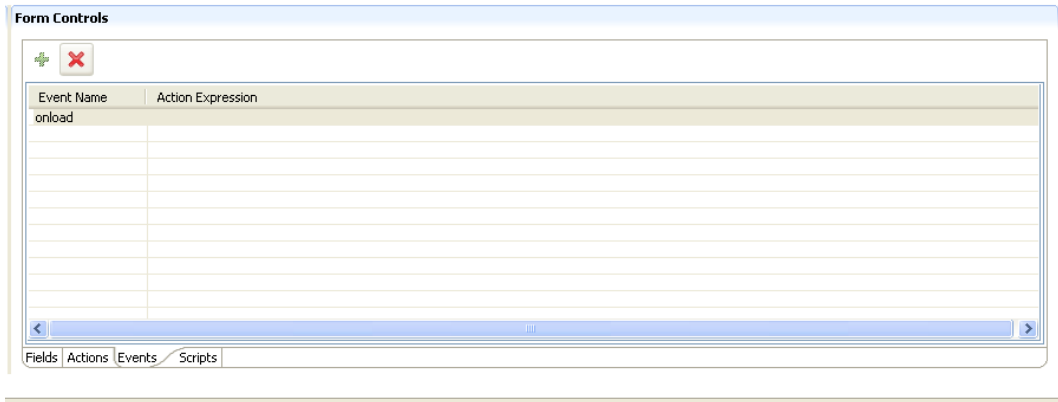 Form Controls
Event Name Action Expression
onload
Fields Actions Events Scripts